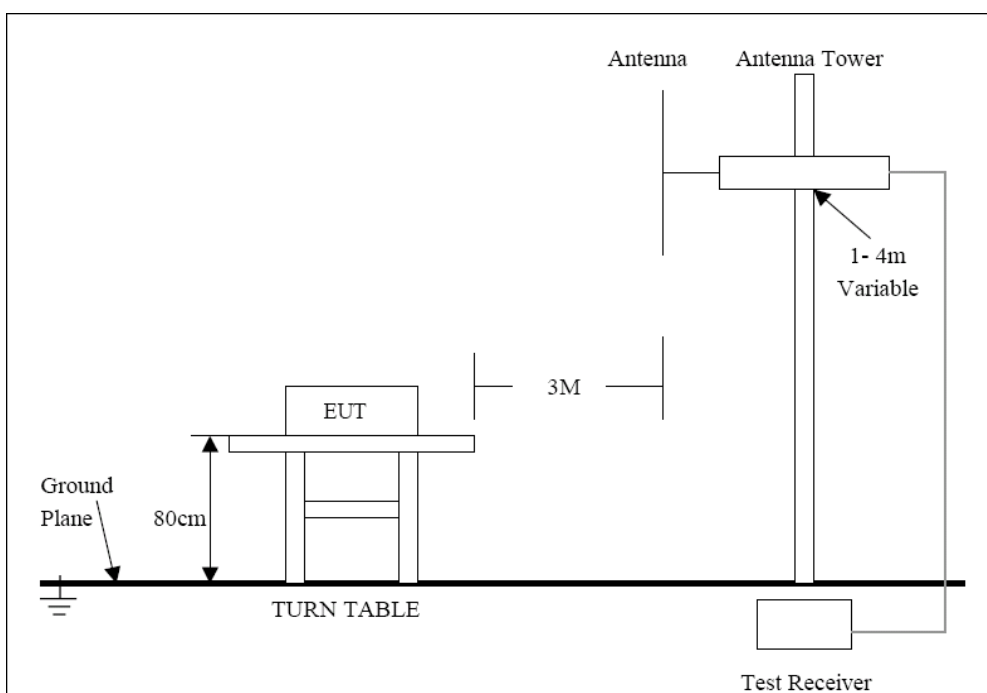 Antenna
Antenna Tower
1- 4m
Variable
3M
EUT
Ground
Plane
80cm
TURN TABLE
Test Receiver